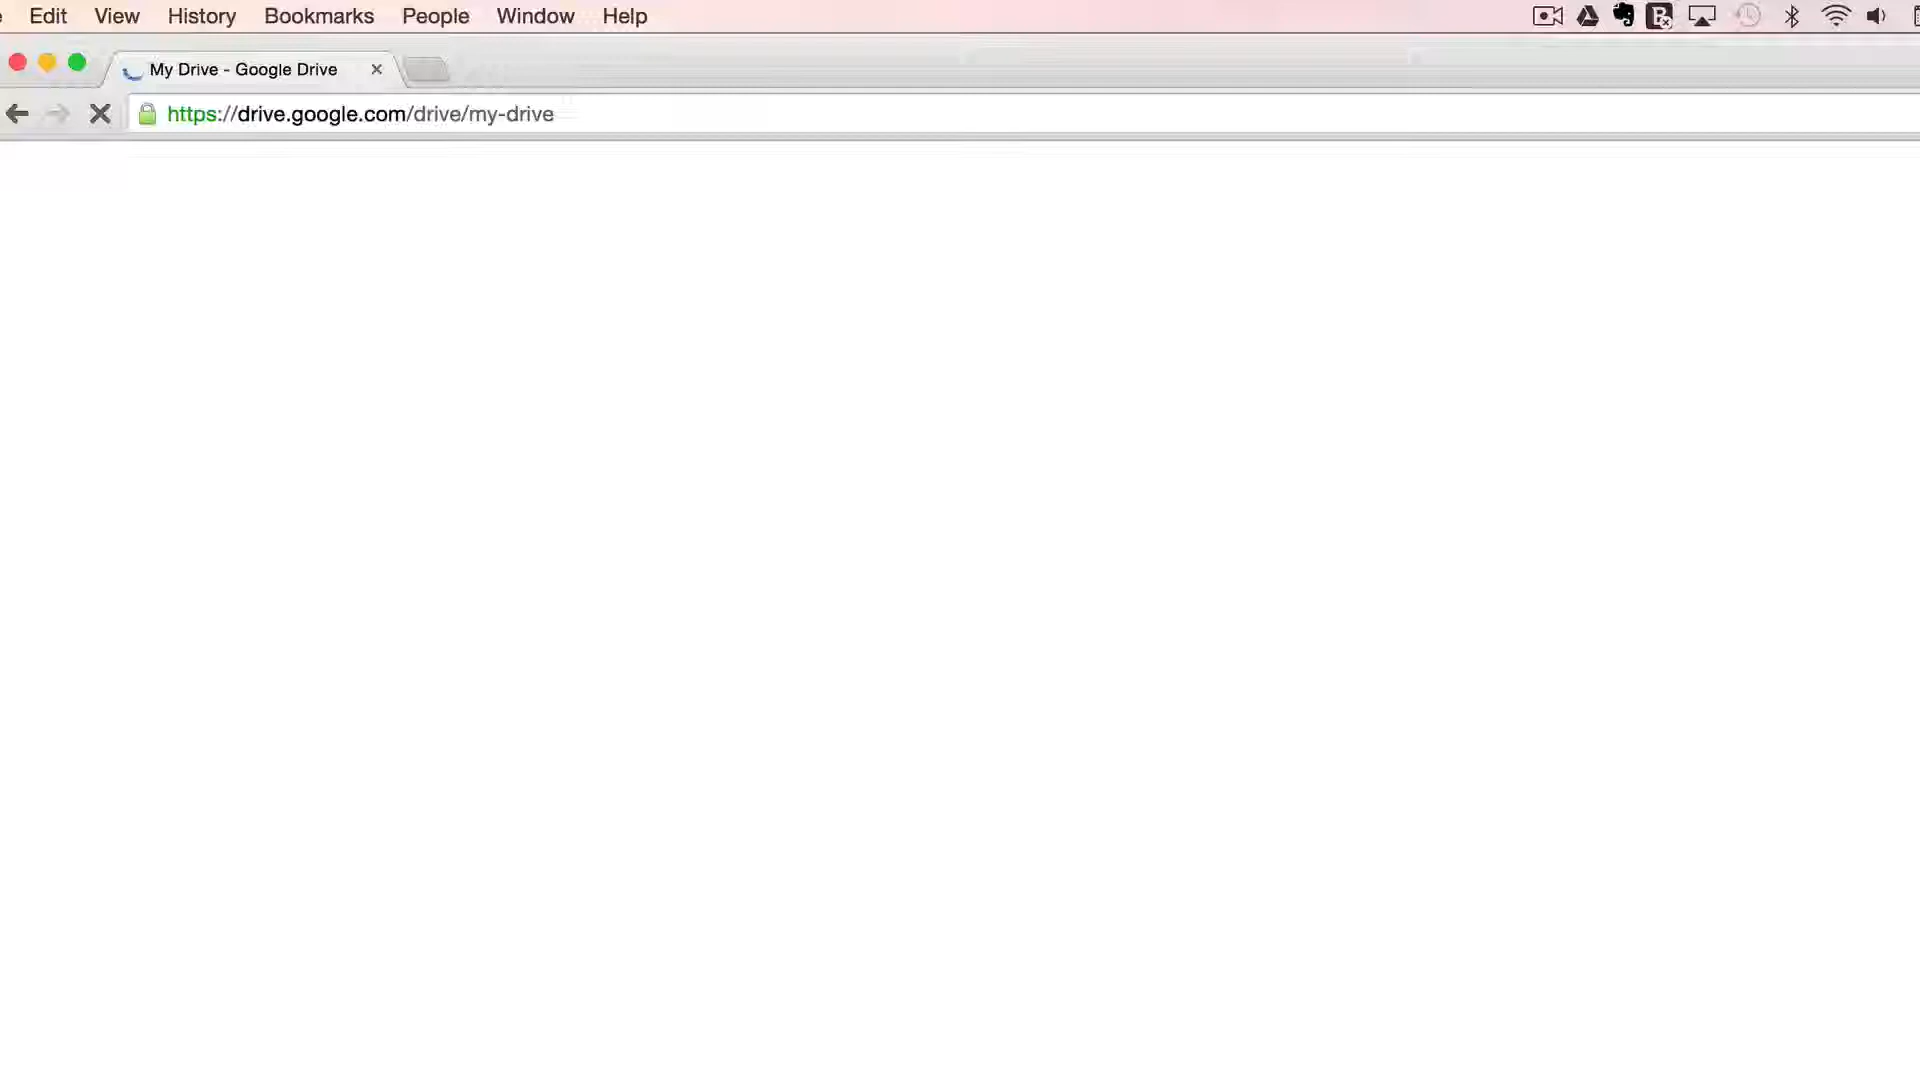 Edit View History Bookmarks People Window Help
My Drive - Google Drive
https://drive.google.com/drive/my-drive